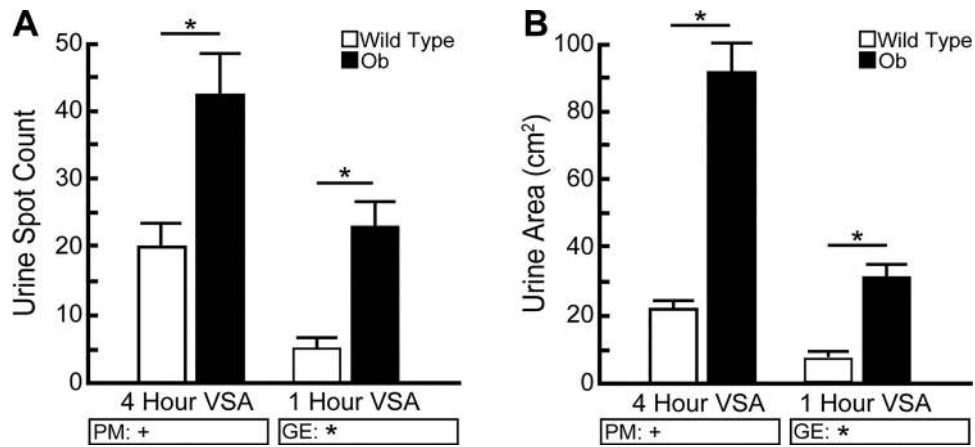 A
Urine Spot Count
50
40
30
20
10
0
*
*
Wild Type
Ob
4 Hour VSA
1 Hour VSA
PM: +
GE: *
B
Urine Area (cm²)
100
80
60
40
20
0
*
*
Wild Type
Ob
4 Hour VSA
1 Hour VSA
PM: +
GE: *